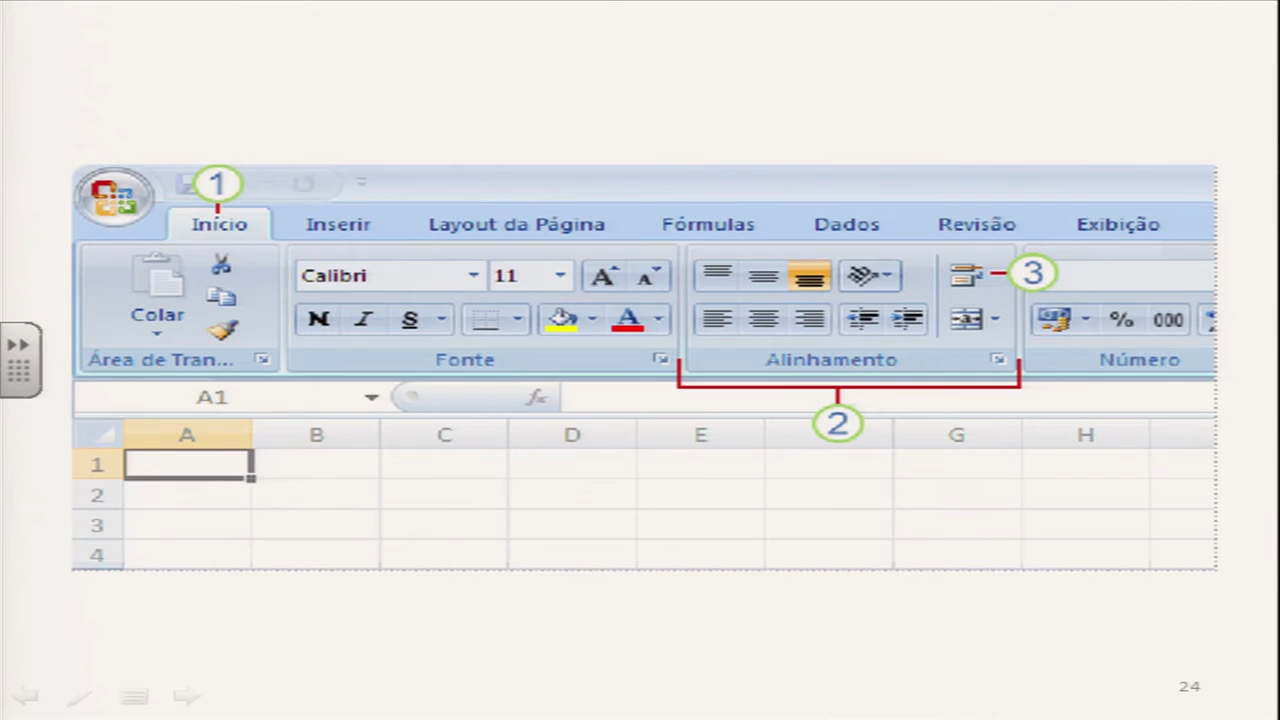 1
Início Inserir Layout da Página Fórmulas Dados Revisão Exibição
Calibri 11 A A 3
Colar N I S A a % 000
Área de Tran... Fonte Alinhamento Número
A1 fx
2
A B C D E G H
1
2
3
4
24